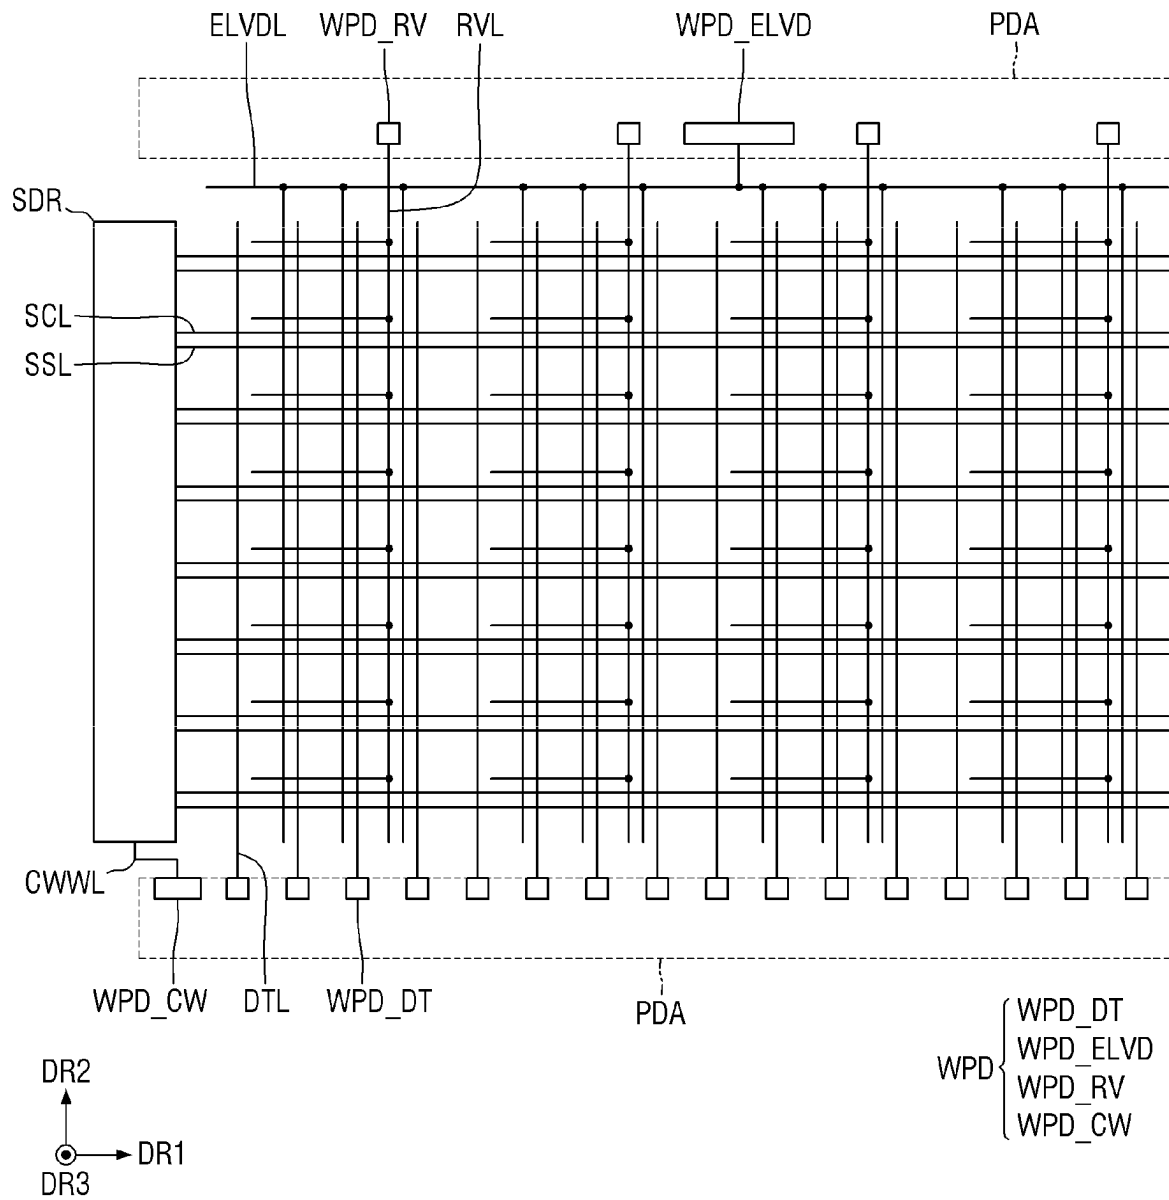 ELVDL WPD_RV RVL WPD_ELVD PDA
SDR
SCL
SSL
CWWL
WPD_CW DTL WPD_DT PDA
WPD
WPD_DT
WPD_ELVD
WPD_RV
WPD_CW
DR2
DR1
DR3